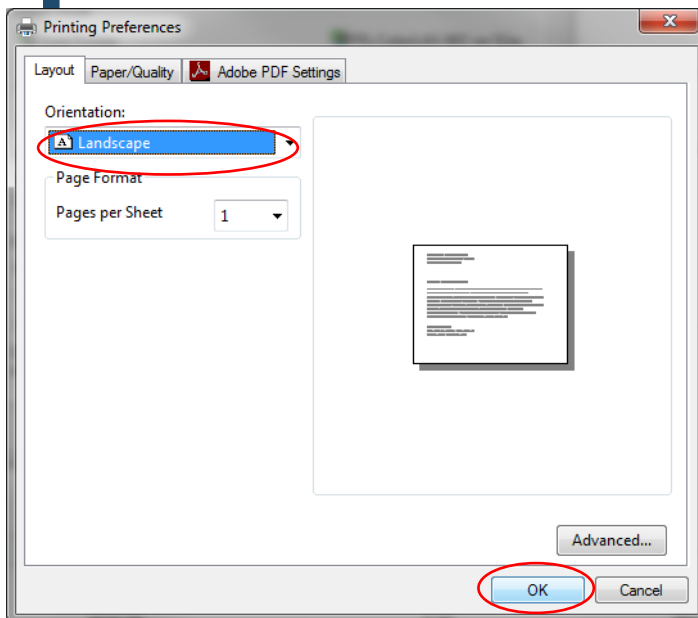 Printing Preferences
Layout Paper/Quality Adobe PDF Settings
Orientation:
A Landscape
Page Format
Pages per Sheet 1
Advanced...
OK Cancel